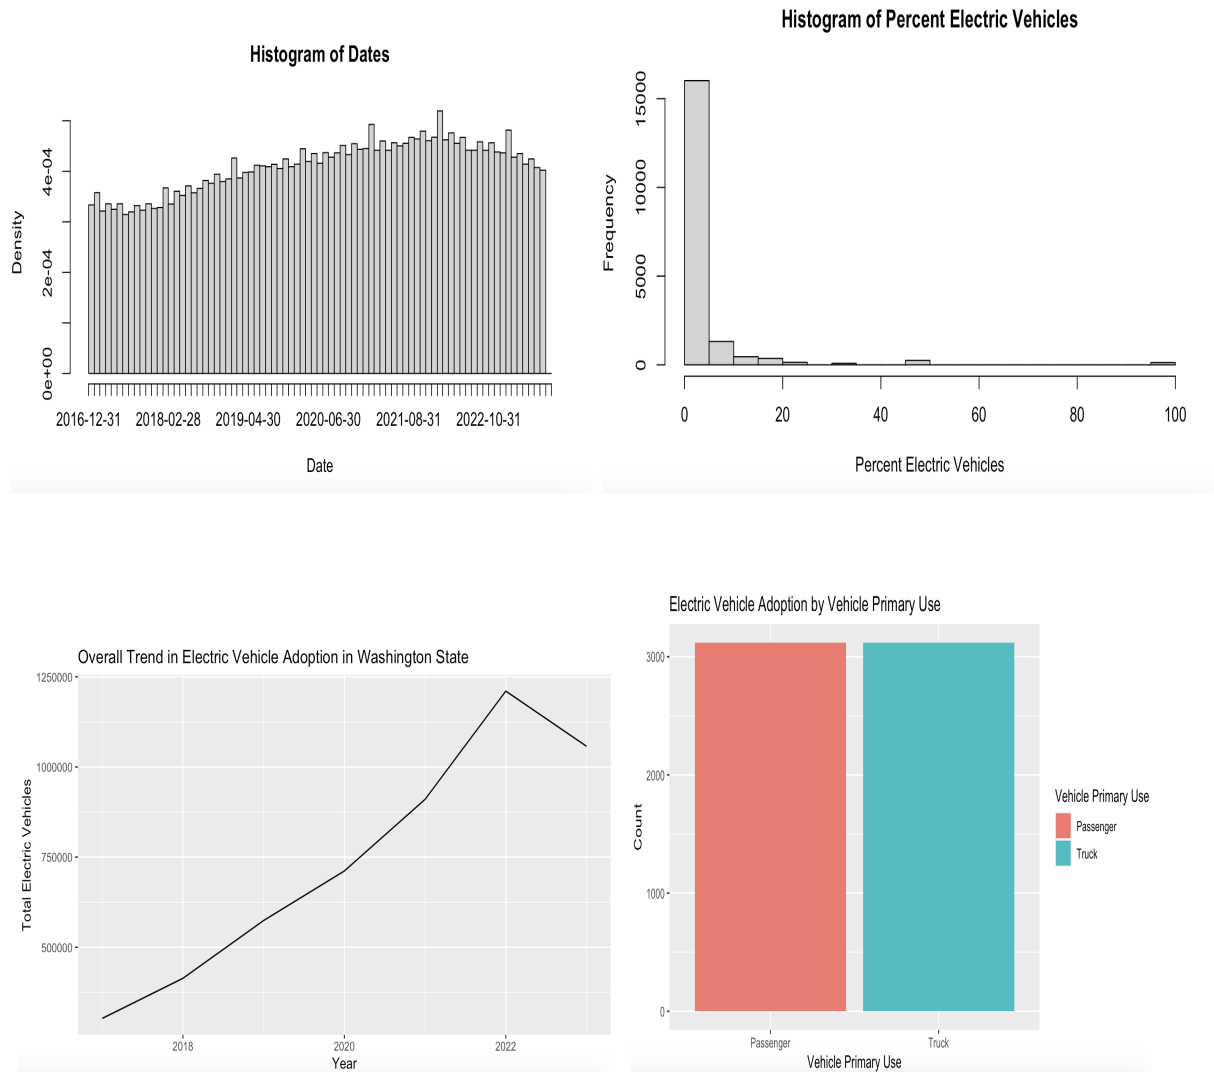 Histogram of Dates
Density
0e+00 2e-04 4e-04
2016-12-31 2018-02-28 2019-04-30 2020-06-30 2021-08-31 2022-10-31
Date
Histogram of Percent Electric Vehicles
Frequency
0 5000 10000 15000
0 20 40 60 80 100
Percent Electric Vehicles
Overall Trend in Electric Vehicle Adoption in Washington State
Total Electric Vehicles
1250000
1000000
750000
500000
2018 2020 2022
Year
Electric Vehicle Adoption by Vehicle Primary Use
Count
3000
2000
1000
0
Passenger Truck
Vehicle Primary Use
Vehicle Primary Use
Passenger
Truck